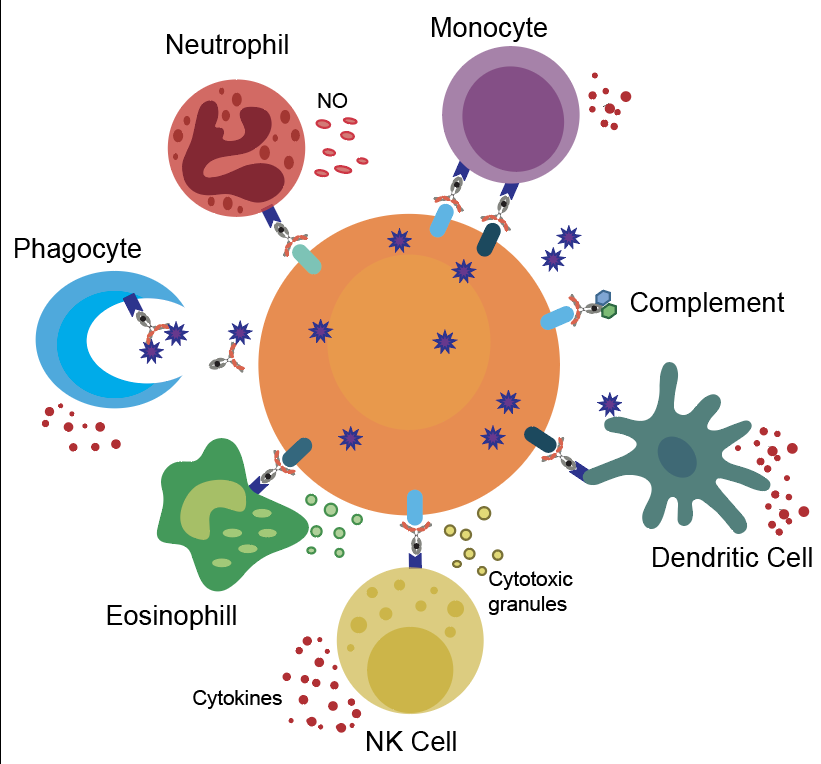 Monocyte
Neutrophil
NO
Phagocyte
Complement
Dendritic Cell
Cytotoxic
granules
Eosinophill
Cytokines
NK Cell